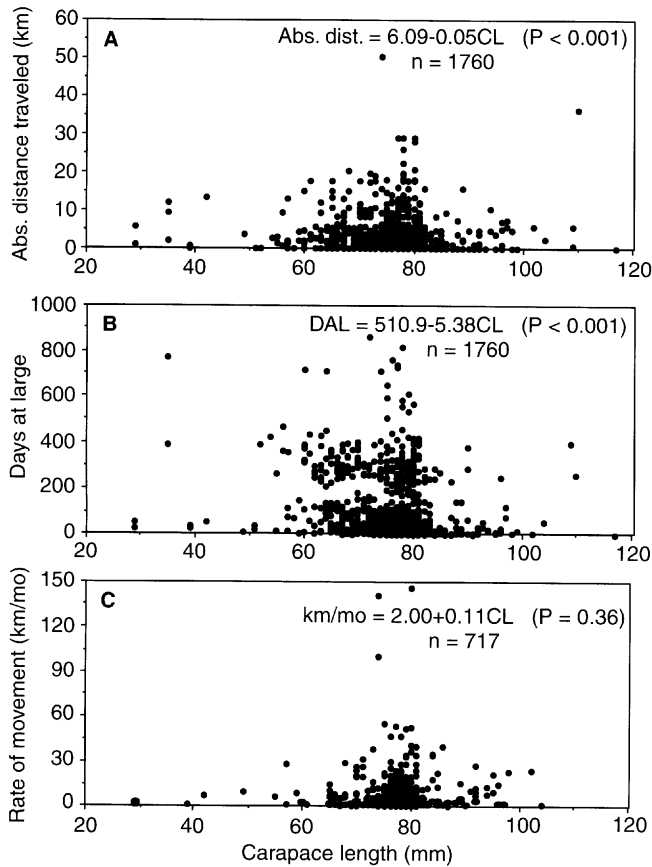 A
Abs. dist. = 6.09-0.05CL (P < 0.001)
n = 1760
Abs. distance traveled (km)
60
50
40
30
20
10
0
20 40 60 80 100 120
B
DAL = 510.9-5.38CL (P < 0.001)
n = 1760
Days at large
1000
800
600
400
200
0
20 40 60 80 100 120
C
km/mo = 2.00+0.11CL (P = 0.36)
n = 717
Rate of movement (km/mo)
150
120
90
60
30
0
20 40 60 80 100 120
Carapace length (mm)